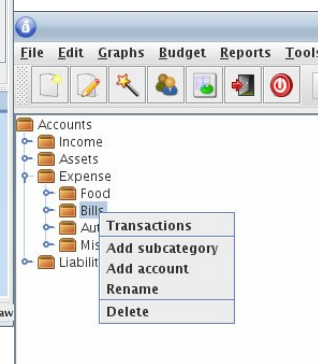 File Edit Graphs Budget Reports Tools
Accounts
Income
Assets
Expense
Food
Bills
Transactions
Add subcategory
Add account
Rename
Delete